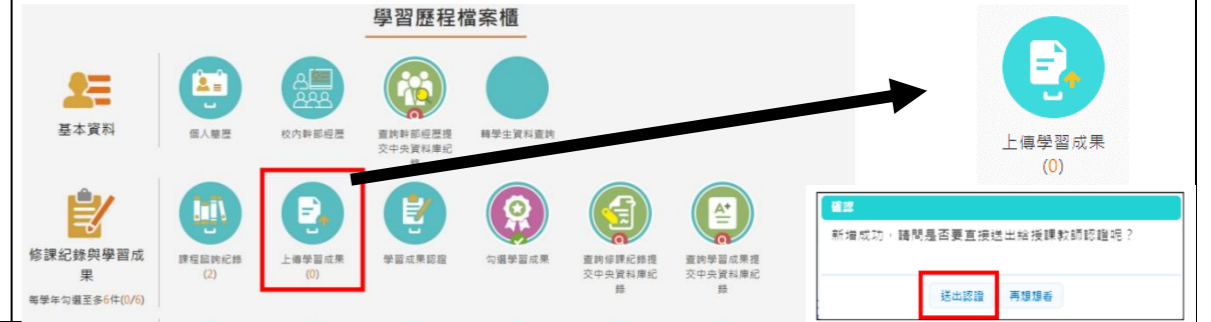 學習歷程檔案櫃
基本資料
個人簡歷
校內幹部經歷
查詢幹部經歷提
交中央資料庫紀
錄
轉學生資料查詢
修課紀錄與學習成
果
每學年勾選至多6件(0/6)
課程諮詢紀錄
(2)
上傳學習成果
(0)
學習成果認證
勾選學習成果
查詢修課紀錄提
交中央資料庫紀
錄
A+
查詢學習成果提
交中央資料庫紀
錄
上傳學習成果
(0)
確認
新增成功，請問是否要直接送出給授課教師認證呢？
送出認證
再想想看